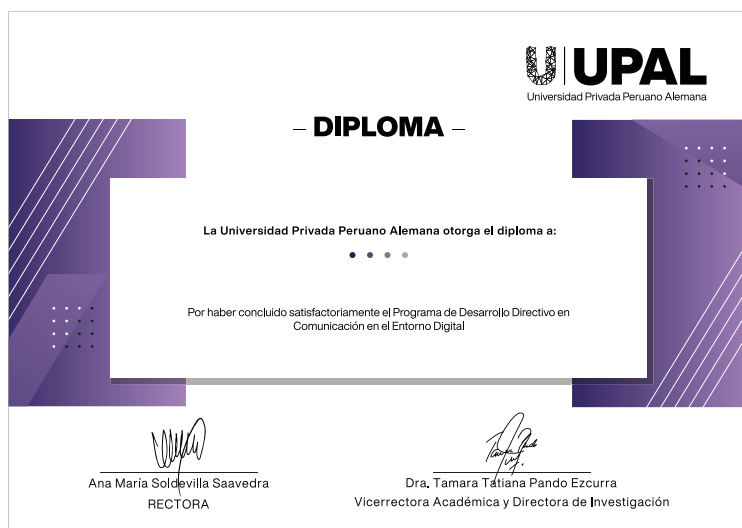 UPAL
Universidad Privada Peruano Alemana
– DIPLOMA –
La Universidad Privada Peruano Alemana otorga el diploma a:
Por haber concluido satisfactoriamente el Programa de Desarrollo Directivo en
Comunicación en el Entorno Digital
Ana María Soldevilla Saavedra
RECTORA
Dra. Tamara Tatiana Pando Ezcurra
Vicerrectora Académica y Directora de Investigación